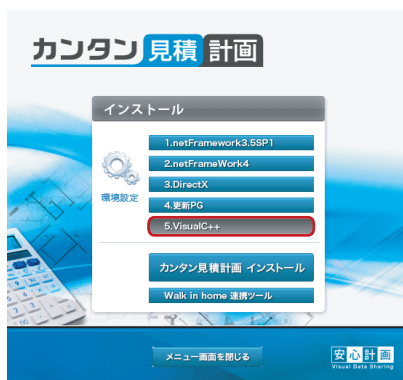 カンタン見積計画
インストール
1.netFramework3.5SP1
2.netFrameWork4
3.DirectX
環境設定
4.更新PG
5.VisualC++
カンタン見積計画 インストール
Walk in home 連携ツール
メニュー画面を閉じる
安心計画
Visual Data Sharing